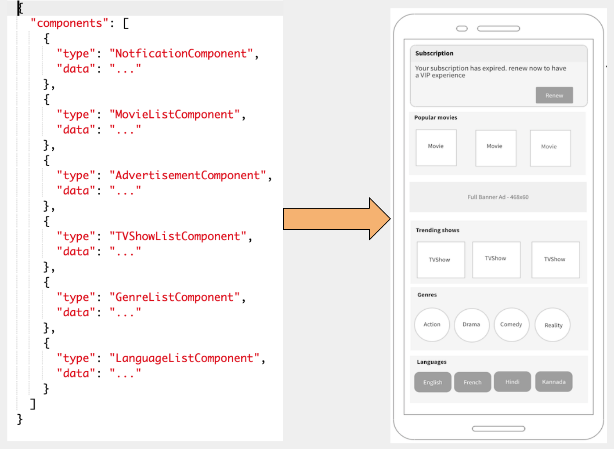 {
"components": [
{
"type": "NotficationComponent",
"data": "..."
},
{
"type": "MovieListComponent",
"data": "..."
},
{
"type": "AdvertisementComponent",
"data": "..."
},
{
"type": "TVShowListComponent",
"data": "..."
},
{
"type": "GenreListComponent",
"data": "..."
},
{
"type": "LanguageListComponent",
"data": "..."
}
]
}
Subscription
Your subscription has expired. renew now to have
a VIP experience
Renew
Popular movies
Movie Movie Movie
Full Banner Ad - 468x60
Trending shows
TVShow TVShow TVShow
Genres
Action Drama Comedy Reality
Languages
English French Hindi Kannada